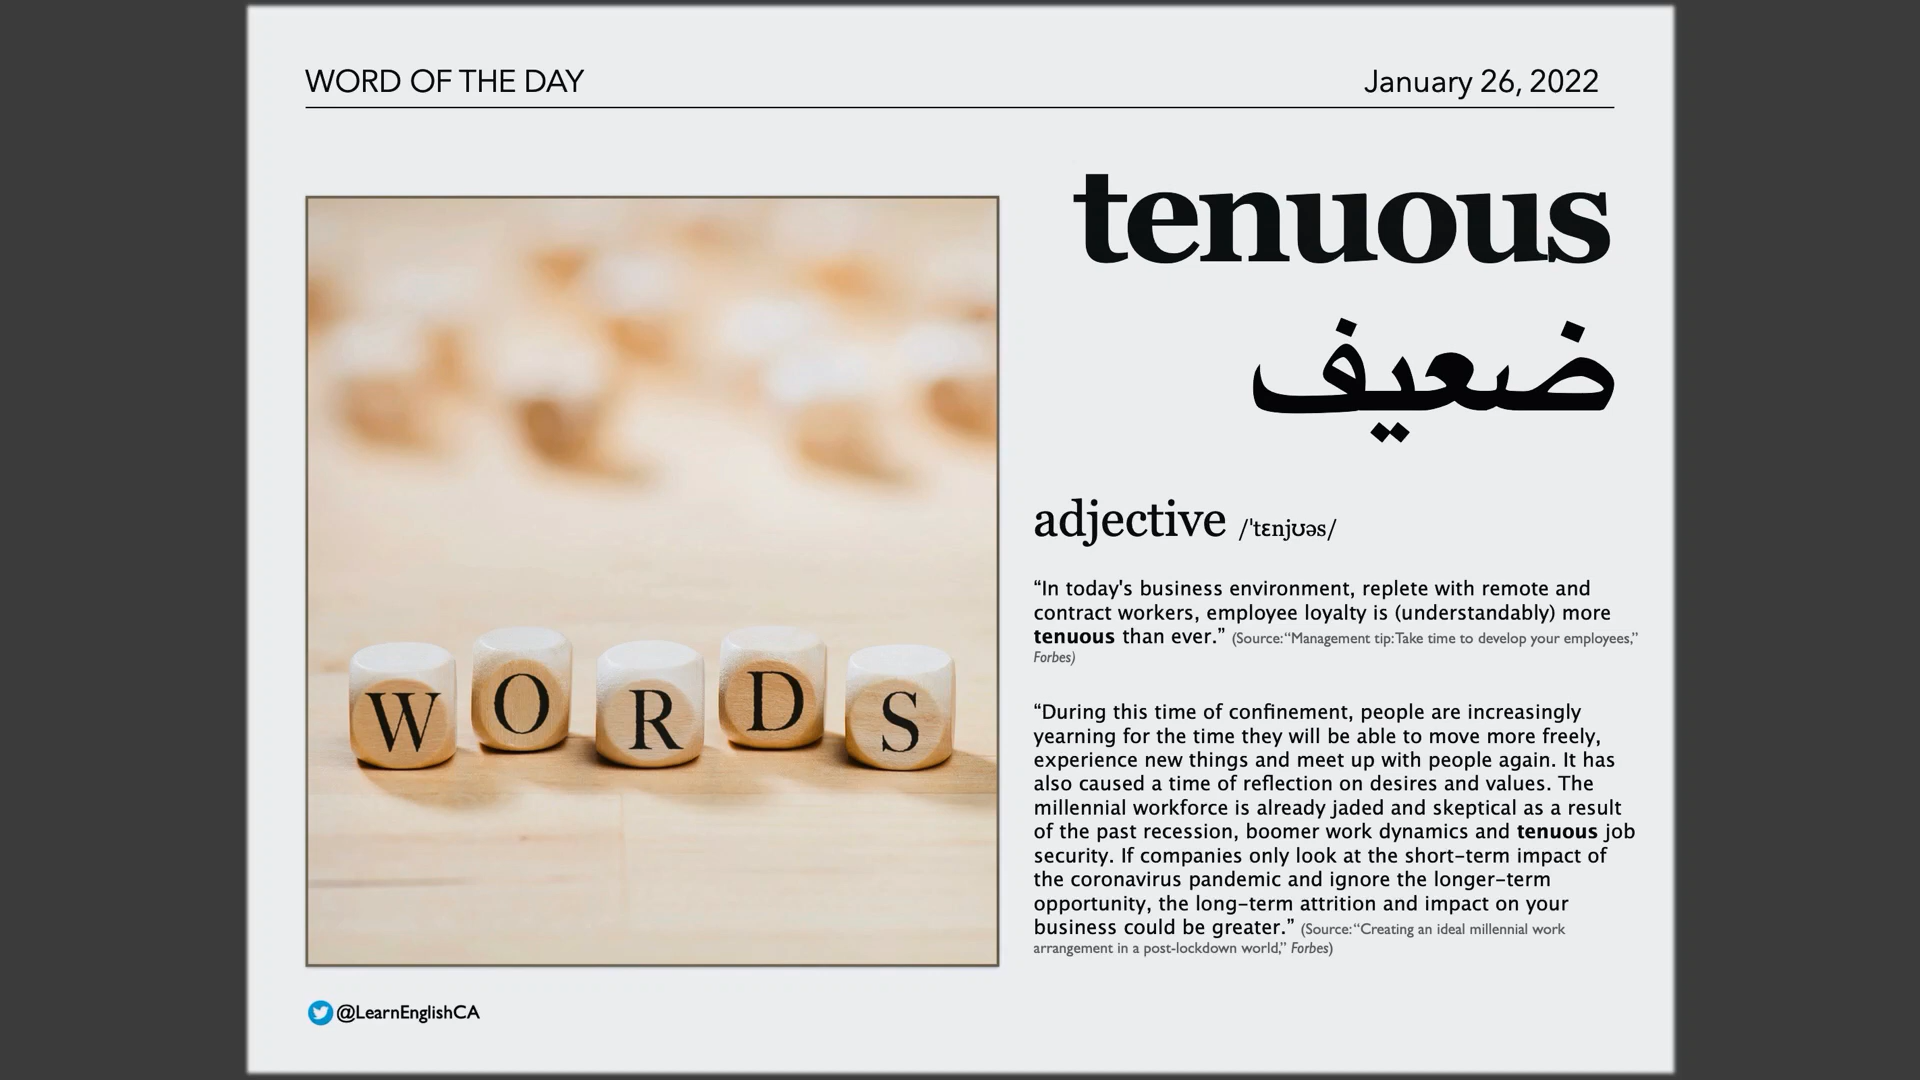 WORD OF THE DAY
January 26, 2022
tenuous
ضعيف
adjective /ˈtɛnjʊəs/
“In today's business environment, replete with remote and
contract workers, employee loyalty is (understandably) more
tenuous than ever.” (Source: “Management tip: Take time to develop your employees,”
Forbes)
“During this time of confinement, people are increasingly
yearning for the time they will be able to move more freely,
experience new things and meet up with people again. It has
also caused a time of reflection on desires and values. The
millennial workforce is already jaded and skeptical as a result
of the past recession, boomer work dynamics and tenuous job
security. If companies only look at the short-term impact of
the coronavirus pandemic and ignore the longer-term
opportunity, the long-term attrition and impact on your
business could be greater.” (Source: “Creating an ideal millennial work
arrangement in a post-lockdown world,” Forbes)
WORDS
@LearnEnglishCA